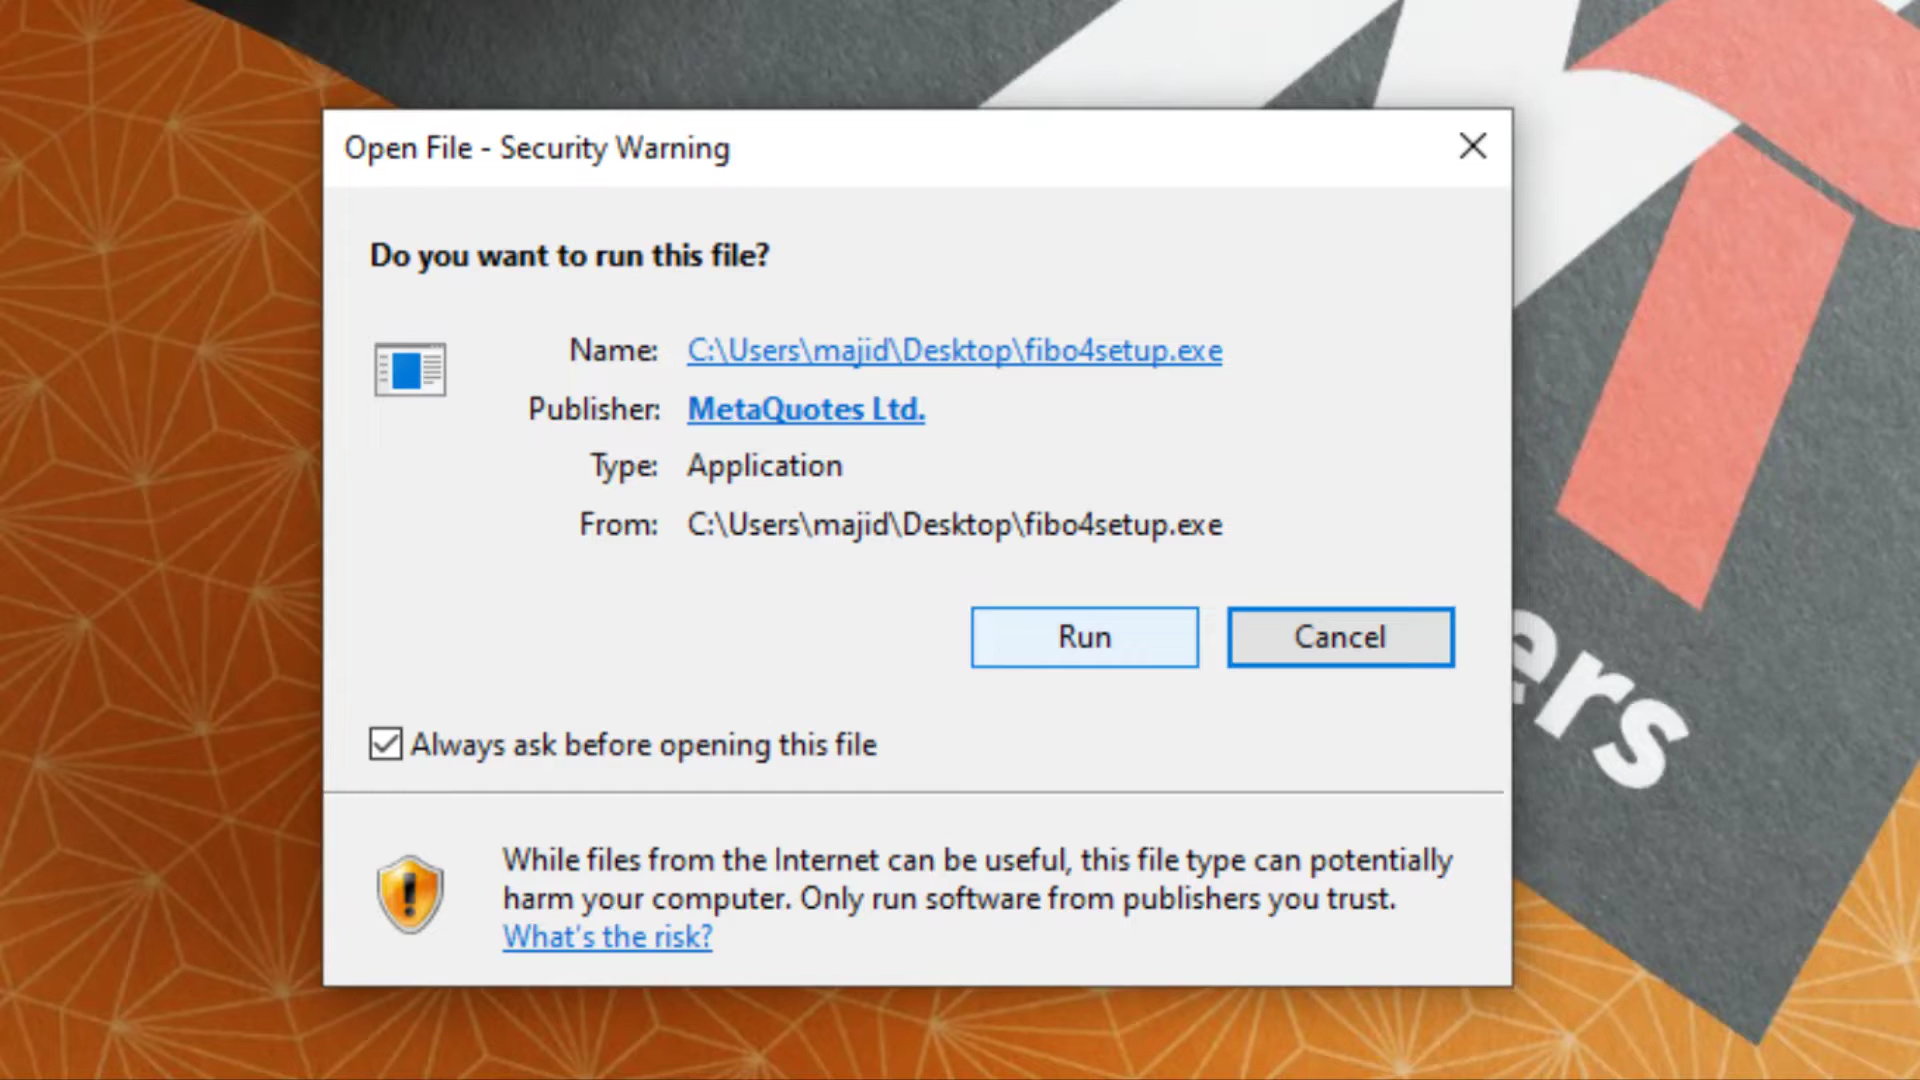 Open File - Security Warning
Do you want to run this file?
Name: C:\Users\majid\Desktop\fibo4setup.exe
Publisher: MetaQuotes Ltd.
Type: Application
From: C:\Users\majid\Desktop\fibo4setup.exe
Run Cancel
Always ask before opening this file
While files from the Internet can be useful, this file type can potentially
harm your computer. Only run software from publishers you trust.
What's the risk?
ers